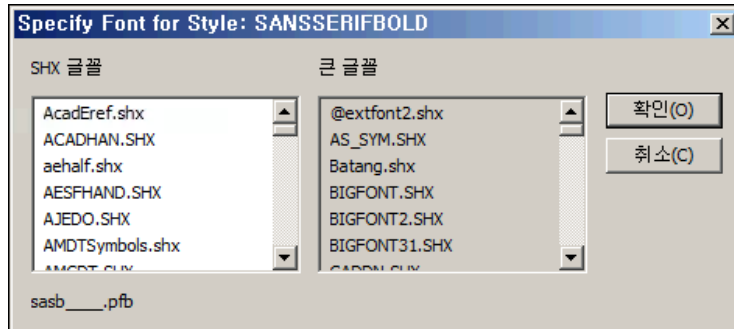 Specify Font for Style: SANSSERIFBOLD
SHX 글꼴
큰 글꼴
AcadEref.shx
ACADHAN.SHX
aehalf.shx
AESFHAND.SHX
AJEDO.SHX
AMDTSymbols.shx
@extfont2.shx
AS_SYM.SHX
Batang.shx
BIGFONT.SHX
BIGFONT2.SHX
BIGFONT31.SHX
확인(O)
취소(C)
sasb____.pfb